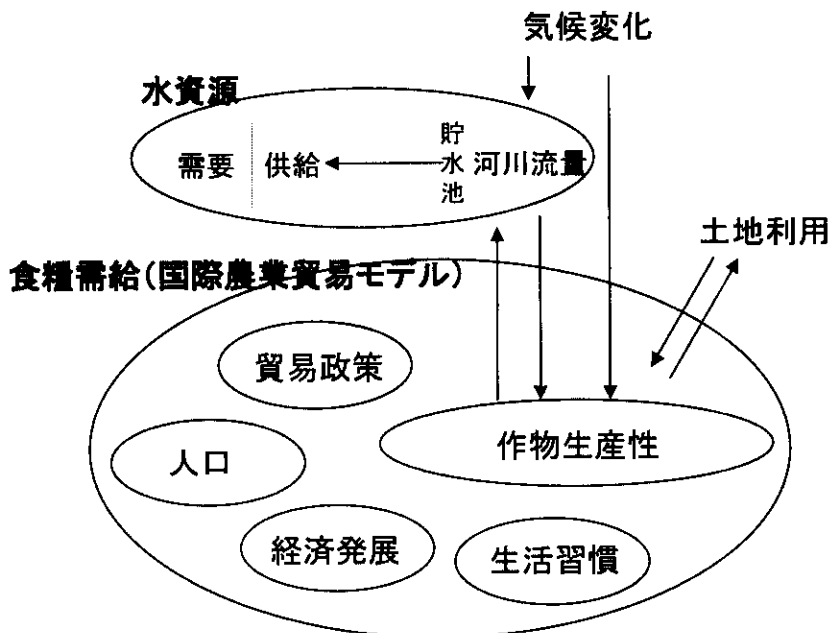 気候変化
水資源
需要 供給 貯水池 河川流量
土地利用
食糧需給(国際農業貿易モデル)
貿易政策
作物生産性
人口
経済発展
生活習慣